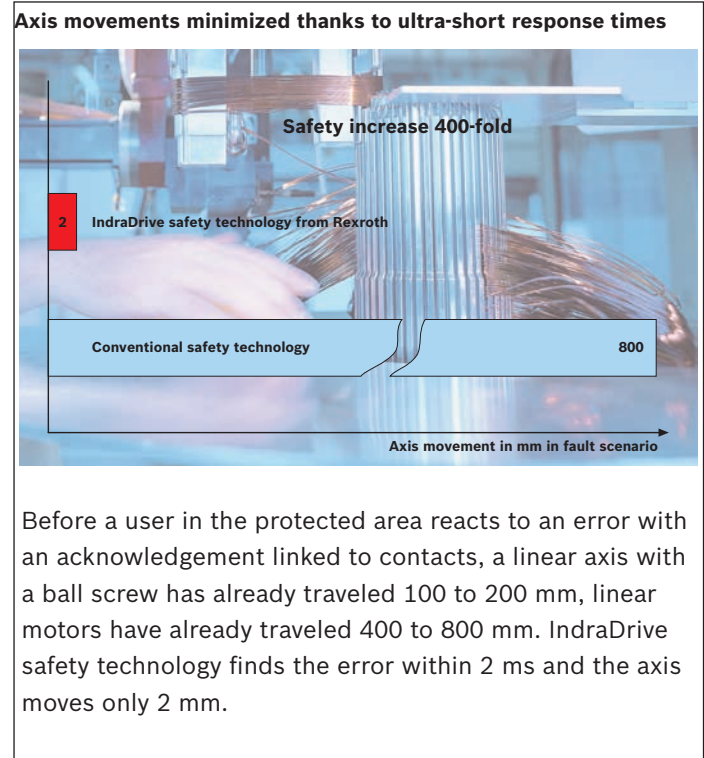 Axis movements minimized thanks to ultra-short response times
Safety increase 400-fold
2
IndraDrive safety technology from Rexroth
Conventional safety technology
800
Axis movement in mm in fault scenario
Before a user in the protected area reacts to an error with
an acknowledgement linked to contacts, a linear axis with
a ball screw has already traveled 100 to 200 mm, linear
motors have already traveled 400 to 800 mm. IndraDrive
safety technology finds the error within 2 ms and the axis
moves only 2 mm.